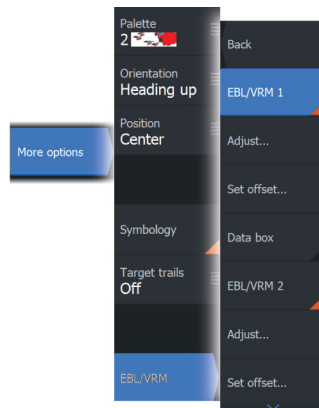 More options
Palette
2
Orientation
Heading up
Position
Center
Symbology
Target trails
Off
EBL/VRM
Back
EBL/VRM 1
Adjust...
Set offset...
Data box
EBL/VRM 2
Adjust...
Set offset...